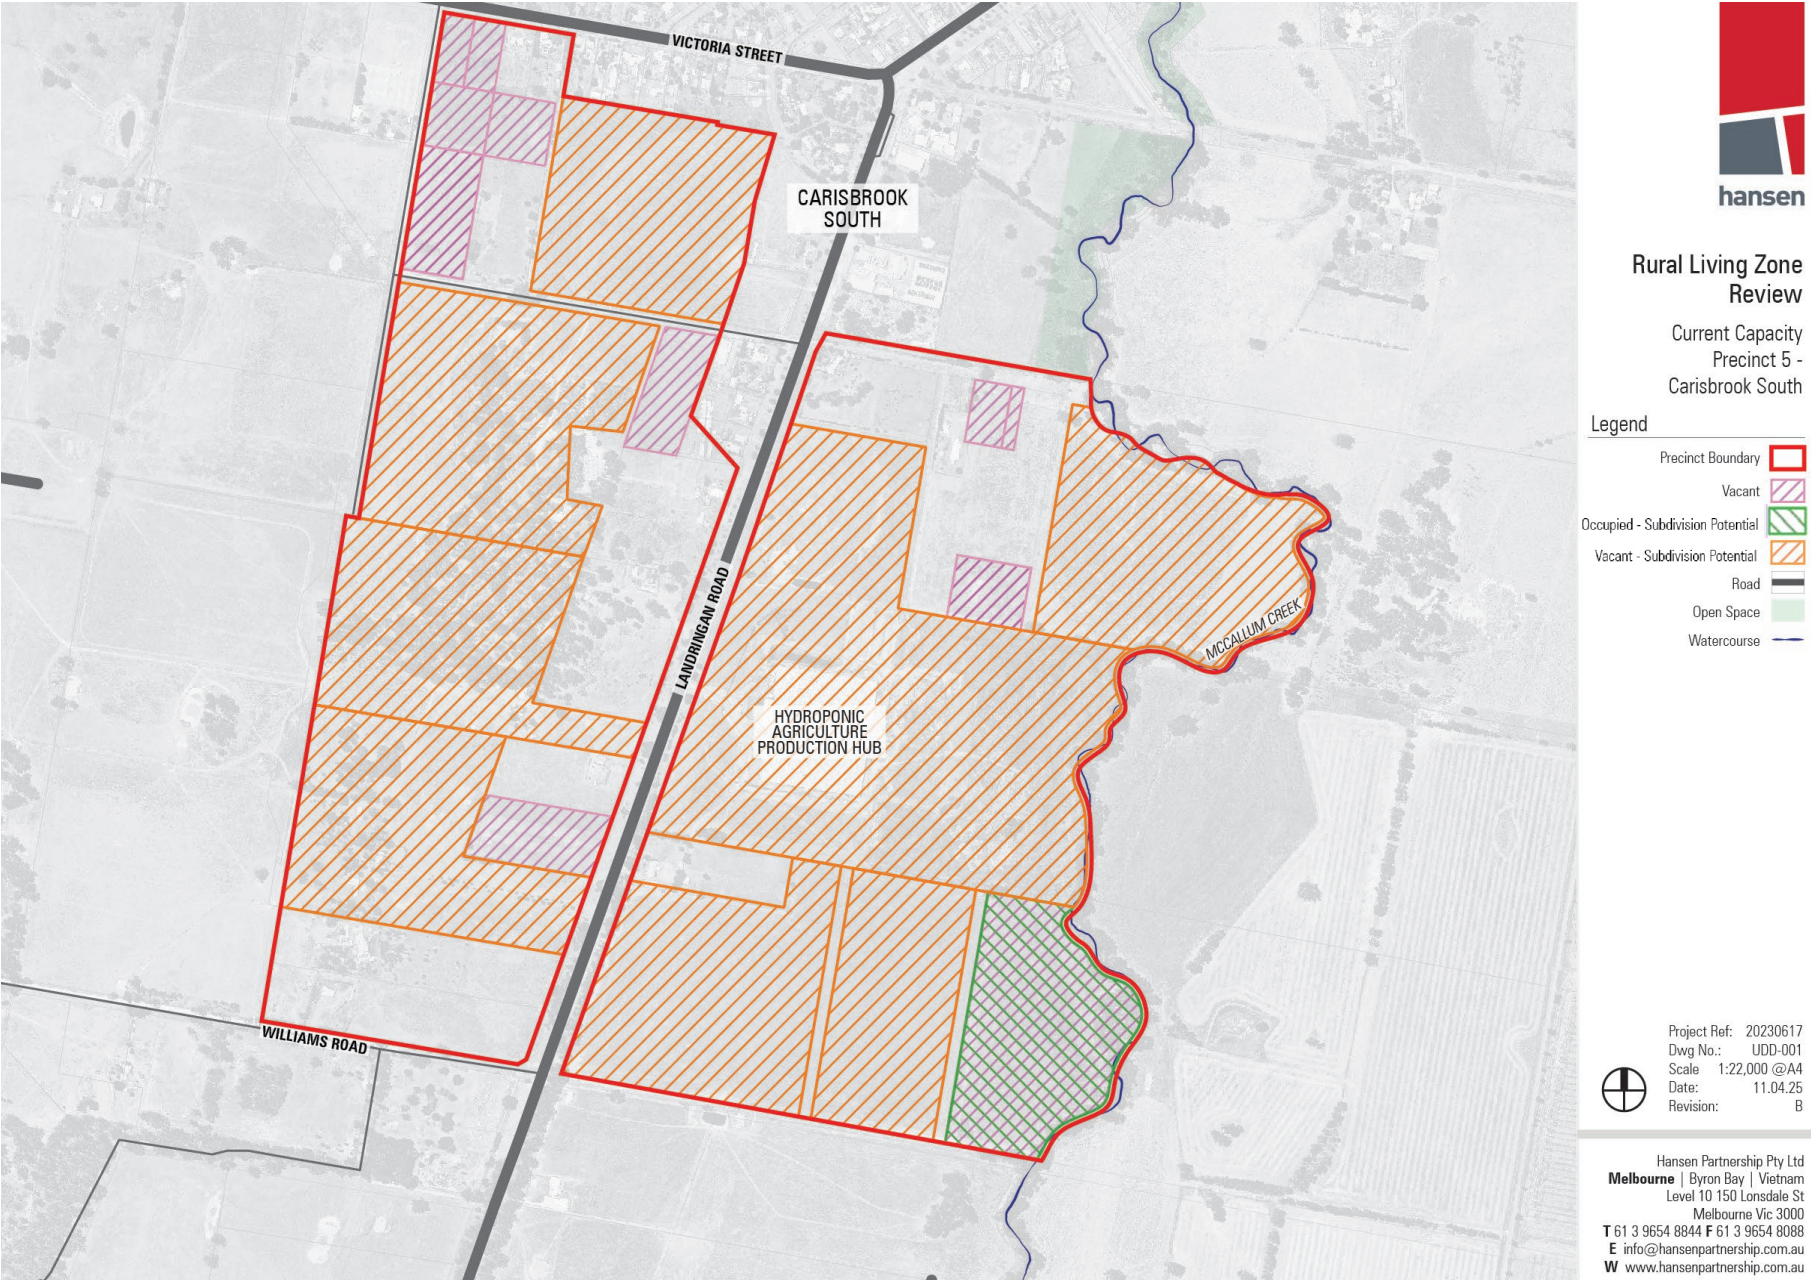 VICTORIA STREET
CARISBROOK
SOUTH
LANDRINGAN ROAD
MCCALLUM CREEK
HYDROPONIC
AGRICULTURE
PRODUCTION HUB
WILLIAMS ROAD
hansen
Rural Living Zone
Review
Current Capacity
Precinct 5 -
Carisbrook South
Legend
Precinct Boundary
Vacant
Occupied - Subdivision Potential
Vacant - Subdivision Potential
Road
Open Space
Watercourse
Project Ref: 20230617
Dwg No.: UDD-001
Scale 1:22,000 @A4
Date: 11.04.25
Revision: B
Hansen Partnership Pty Ltd
Melbourne | Byron Bay | Vietnam
Level 10 150 Lonsdale St
Melbourne Vic 3000
T 61 3 9654 8844 F 61 3 9654 8088
E info@hansenpartnership.com.au
W www.hansenpartnership.com.au